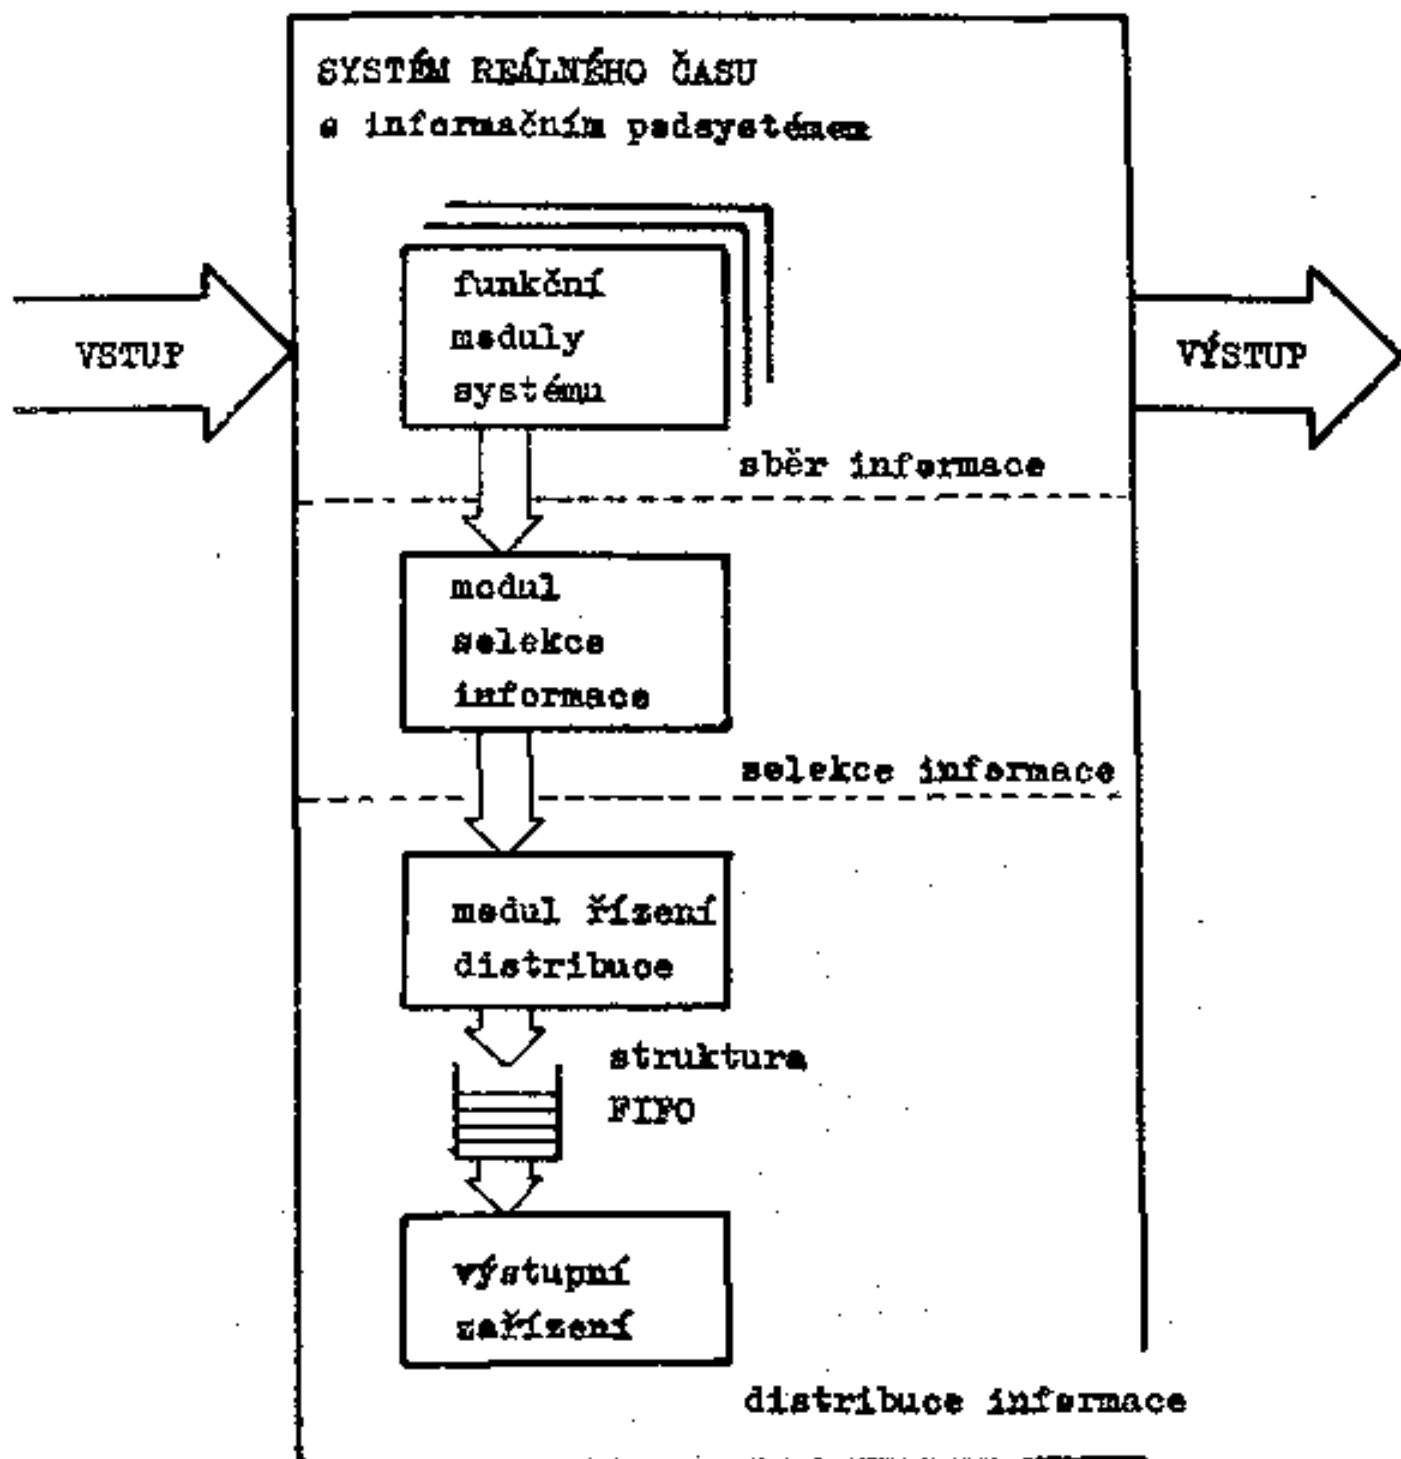 SYSTÉM REÁLNÉHO ČASU
s informačním podsystémem
funkční
moduly
systému
VSTUP
VÝSTUP
sběr informace
modul
selekce
informace
selekce informace
modul řízení
distribuce
struktura
FIFO
výstupní
zařízení
distribuce informace